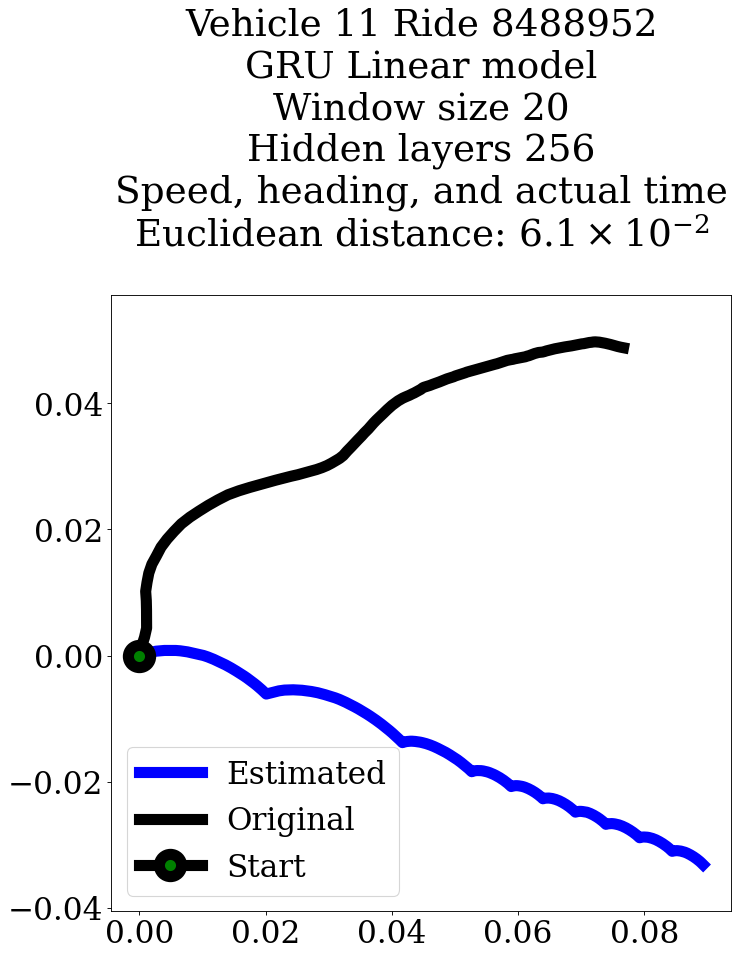 Vehicle 11 Ride 8488952
GRU Linear model
Window size 20
Hidden layers 256
Speed, heading, and actual time
Euclidean distance: 6.1 × 10⁻²
0.04
0.02
0.00
−0.02
−0.04
Estimated
Original
Start
0.00 0.02 0.04 0.06 0.08